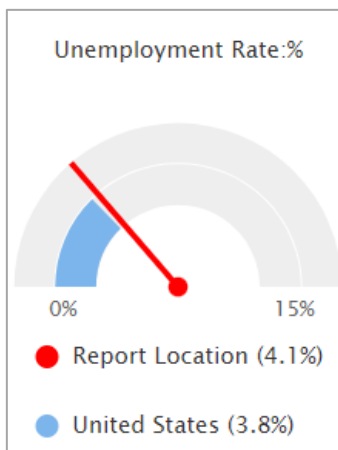 Unemployment Rate:%
0% 15%
Report Location (4.1%)
United States (3.8%)